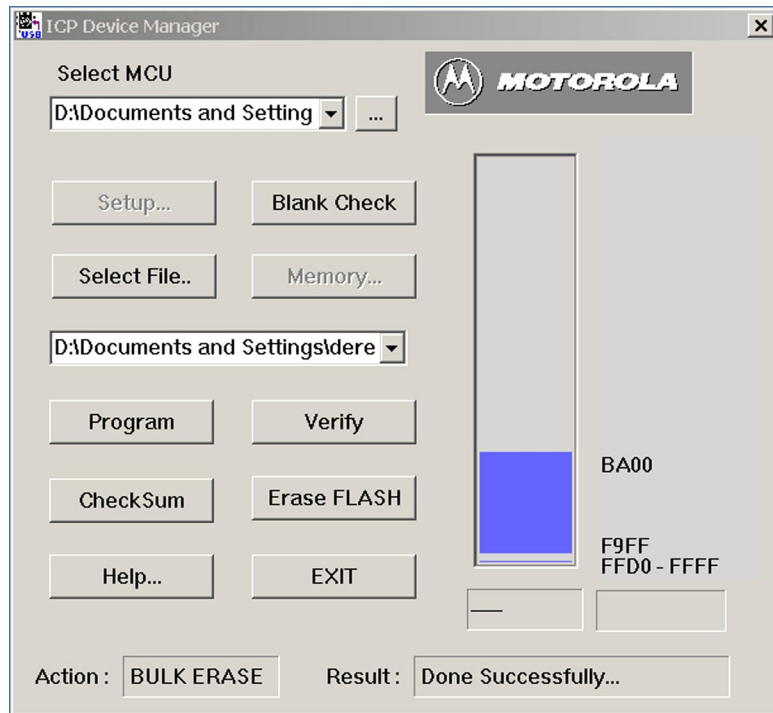 USB
ICP Device Manager
Select MCU
MOTOROLA
D:\Documents and Setting
...
Setup...
Blank Check
Select File..
Memory...
D:\Documents and Settings\dere
Program
Verify
BA00
CheckSum
Erase FLASH
F9FF
FFD0 - FFFF
Help...
EXIT
Action :
BULK ERASE
Result :
Done Successfully...